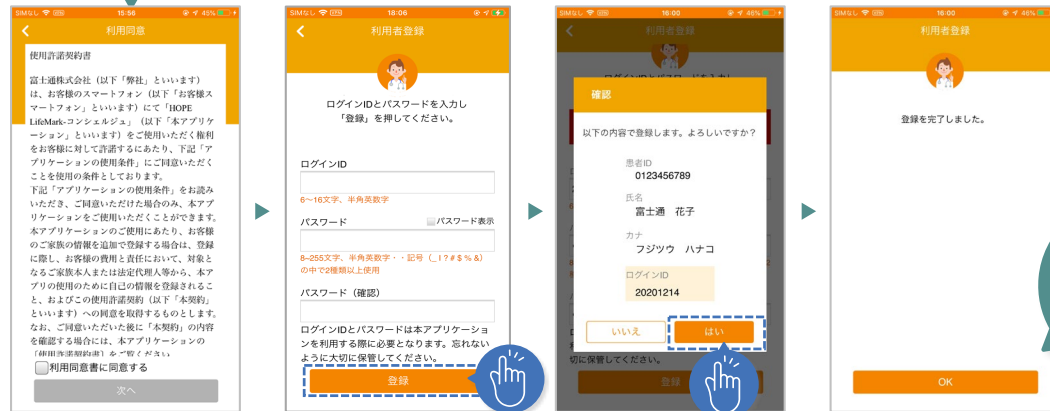 SIMなし 15:56 45%
利用同意
使用許諾契約書
富士通株式会社（以下「弊社」といいます）
は、お客様のスマートフォン（以下「お客様ス
マートフォン」といいます）にて「HOPE
LifeMark-コンシェルジュ」（以下「本アプリケ
ーション」といいます）をご使用いただく権利
をお客様に対して許諾するにあたり、下記「ア
プリケーションの使用条件」にご同意いただく
ことを使用の条件としております。
下記「アプリケーションの使用条件」をお読み
いただき、ご同意いただけた場合のみ、本アプ
リケーションをご使用いただくことができます。
本アプリケーションのご使用にあたり、お客様
のご家族の情報を追加で登録する場合は、登録
に際し、お客様の費用と責任において、対象と
なるご家族本人または法定代理人等から、本ア
プリの使用のために自己の情報を登録されるこ
と、およびこの使用許諾契約（以下「本契約」
といいます）への同意を取得するものとします。
なお、ご同意いただいた後に「本契約」の内容
を確認する場合には、本アプリケーションの
「使用許諾契約書」をご覧ください
利用同意書に同意する
次へ
SIMなし 18:06
利用者登録
ログインIDとパスワードを入力し
「登録」を押してください。
ログインID
6〜16文字、半角英数字
パスワード パスワード表示
8–255文字、半角英数字・・記号（_ ! ? # $ % &）
の中で2種類以上使用
パスワード（確認）
ログインIDとパスワードは本アプリケーショ
ンを利用する際に必要となります。忘れない
ように大切に保管してください。
登録
SIMなし 16:00 46%
利用者登録
確認
以下の内容で登録します。よろしいですか？
患者ID
0123456789
氏名
富士通 花子
カナ
フジツウ ハナコ
ログインID
20201214
いいえ はい
切に保管してください。
登録
SIMなし 16:00 46%
利用者登録
登録を完了しました。
OK